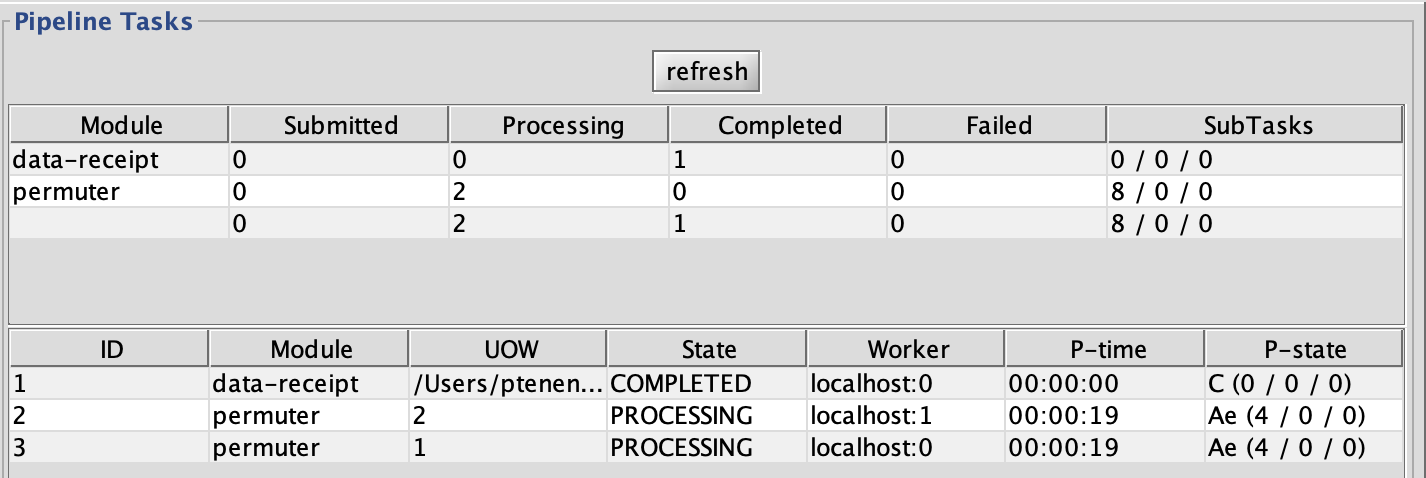 Pipeline Tasks
refresh
Module Submitted Processing Completed Failed SubTasks
data-receipt 0 0 1 0 0 / 0 / 0
permuter 0 2 0 0 8 / 0 / 0
0 2 1 0 8 / 0 / 0
ID Module UOW State Worker P-time P-state
1 data-receipt /Users/ptenen... COMPLETED localhost:0 00:00:00 C (0 / 0 / 0)
2 permuter 2 PROCESSING localhost:1 00:00:19 Ae (4 / 0 / 0)
3 permuter 1 PROCESSING localhost:0 00:00:19 Ae (4 / 0 / 0)